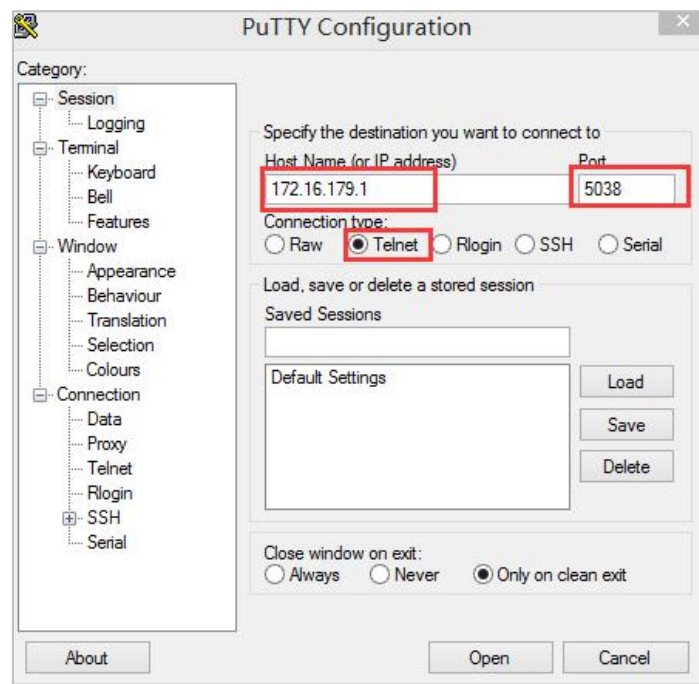 PuTTY Configuration
Category:
Session
Logging
Terminal
Keyboard
Bell
Features
Window
Appearance
Behaviour
Translation
Selection
Colours
Connection
Data
Proxy
Telnet
Rlogin
SSH
Serial
Specify the destination you want to connect to
Host Name (or IP address) Port
172.16.179.1 5038
Connection type:
Raw Telnet Rlogin SSH Serial
Load, save or delete a stored session
Saved Sessions
Default Settings
Load
Save
Delete
Close window on exit:
Always Never Only on clean exit
About Open Cancel